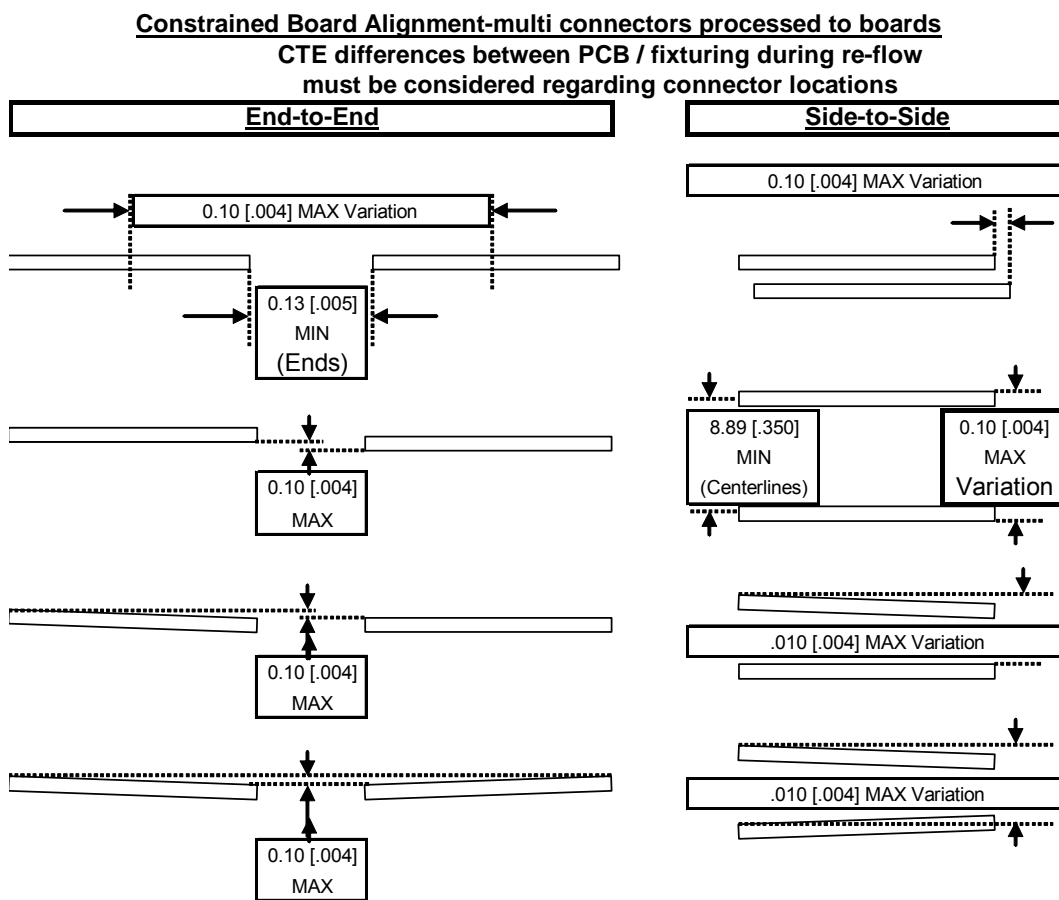 Constrained Board Alignment-multi connectors processed to boards
CTE differences between PCB / fixturing during re-flow
must be considered regarding connector locations
End-to-End
0.10 [.004] MAX Variation
0.13 [.005]
MIN
(Ends)
0.10 [.004]
MAX
0.10 [.004]
MAX
0.10 [.004]
MAX
Side-to-Side
0.10 [.004] MAX Variation
8.89 [.350]
MIN
(Centerlines)
0.10 [.004]
MAX
Variation
.010 [.004] MAX Variation
.010 [.004] MAX Variation